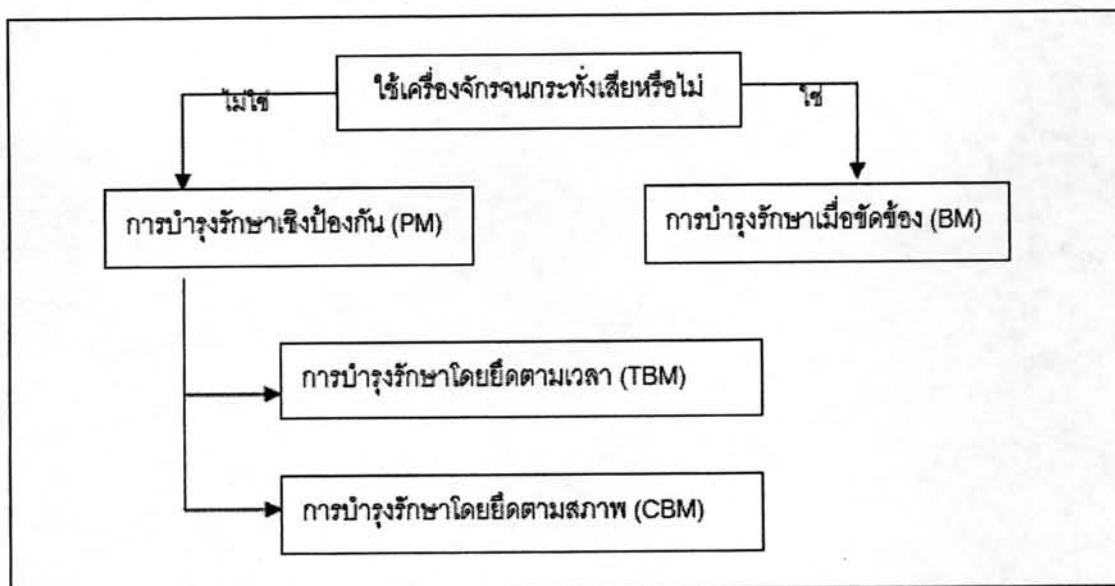 ใช้เครื่องจักรจนกระทั่งเสียหรือไม่
ไม่ใช่
ใช่
การบำรุงรักษาเชิงป้องกัน (PM)
การบำรุงรักษาเมื่อขัดข้อง (BM)
การบำรุงรักษาโดยยึดตามเวลา (TBM)
การบำรุงรักษาโดยยึดตามสภาพ (CBM)